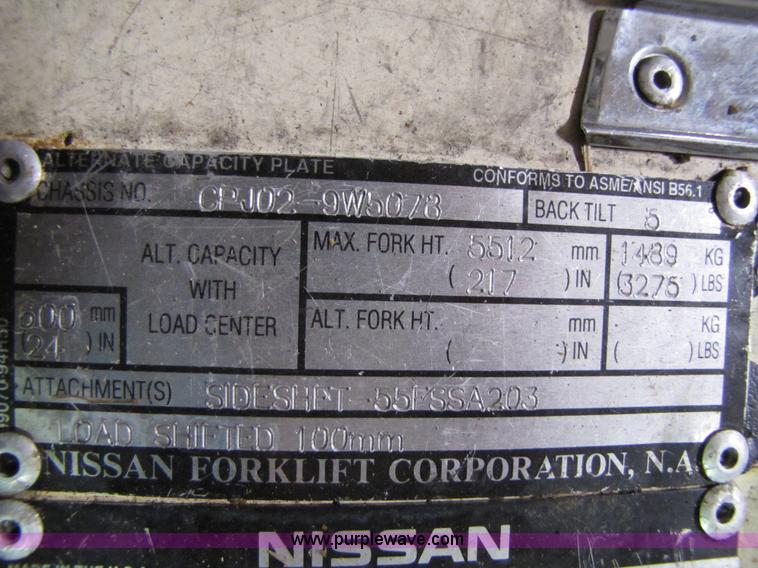 ALTERNATE CAPACITY PLATE
CONFORMS TO ASME/ANSI B56.1
CHASSIS NO. CPJ02-9W5078
BACK TILT 5
ALT. CAPACITY WITH LOAD CENTER
600 mm
(24) IN
MAX. FORK HT. 5512 mm 1489 KG
(217) IN (3275) LBS
ALT. FORK HT. mm KG
( ) IN ( ) LBS
ATTACHMENT(S) SIDESHFT 55FSSA203
LOAD SHIFTED 100mm
NISSAN FORKLIFT CORPORATION, N.A.
NISSAN
www.purplewave.com